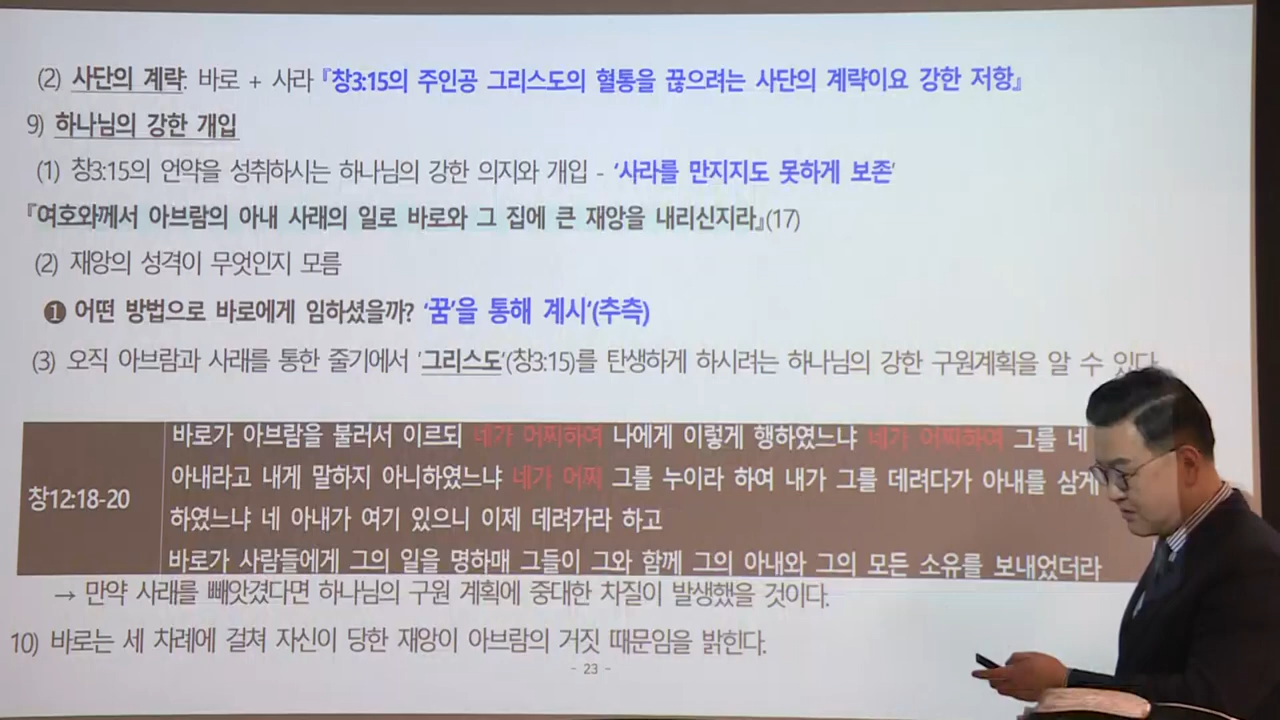 (2) 사단의 계략: 바로 + 사라 『창3:15의 주인공 그리스도의 혈통을 끊으려는 사단의 계략이요 강한 저항』
9) 하나님의 강한 개입
(1) 창3:15의 언약을 성취하시는 하나님의 강한 의지와 개입 - ‘사라를 만지지도 못하게 보존’
『여호와께서 아브람의 아내 사래의 일로 바로와 그 집에 큰 재앙을 내리신지라』(17)
(2) 재앙의 성격이 무엇인지 모름
❶ 어떤 방법으로 바로에게 임하셨을까? ‘꿈’을 통해 계시’(추측)
(3) 오직 아브람과 사래를 통한 줄기에서 ‘그리스도’(창3:15)를 탄생하게 하시려는 하나님의 강한 구원계획을 알 수 있다
창12:18-20
바로가 아브람을 불러서 이르되 네가 어찌하여 나에게 이렇게 행하였느냐 네가 어찌하여 그를 네
아내라고 내게 말하지 아니하였느냐 네가 어찌 그를 누이라 하여 내가 그를 데려다가 아내를 삼게
하였느냐 네 아내가 여기 있으니 이제 데려가라 하고
바로가 사람들에게 그의 일을 명하매 그들이 그와 함께 그의 아내와 그의 모든 소유를 보내었더라
→ 만약 사래를 빼앗겼다면 하나님의 구원 계획에 중대한 차질이 발생했을 것이다.
10) 바로는 세 차례에 걸쳐 자신이 당한 재앙이 아브람의 거짓 때문임을 밝힌다.
- 23 -